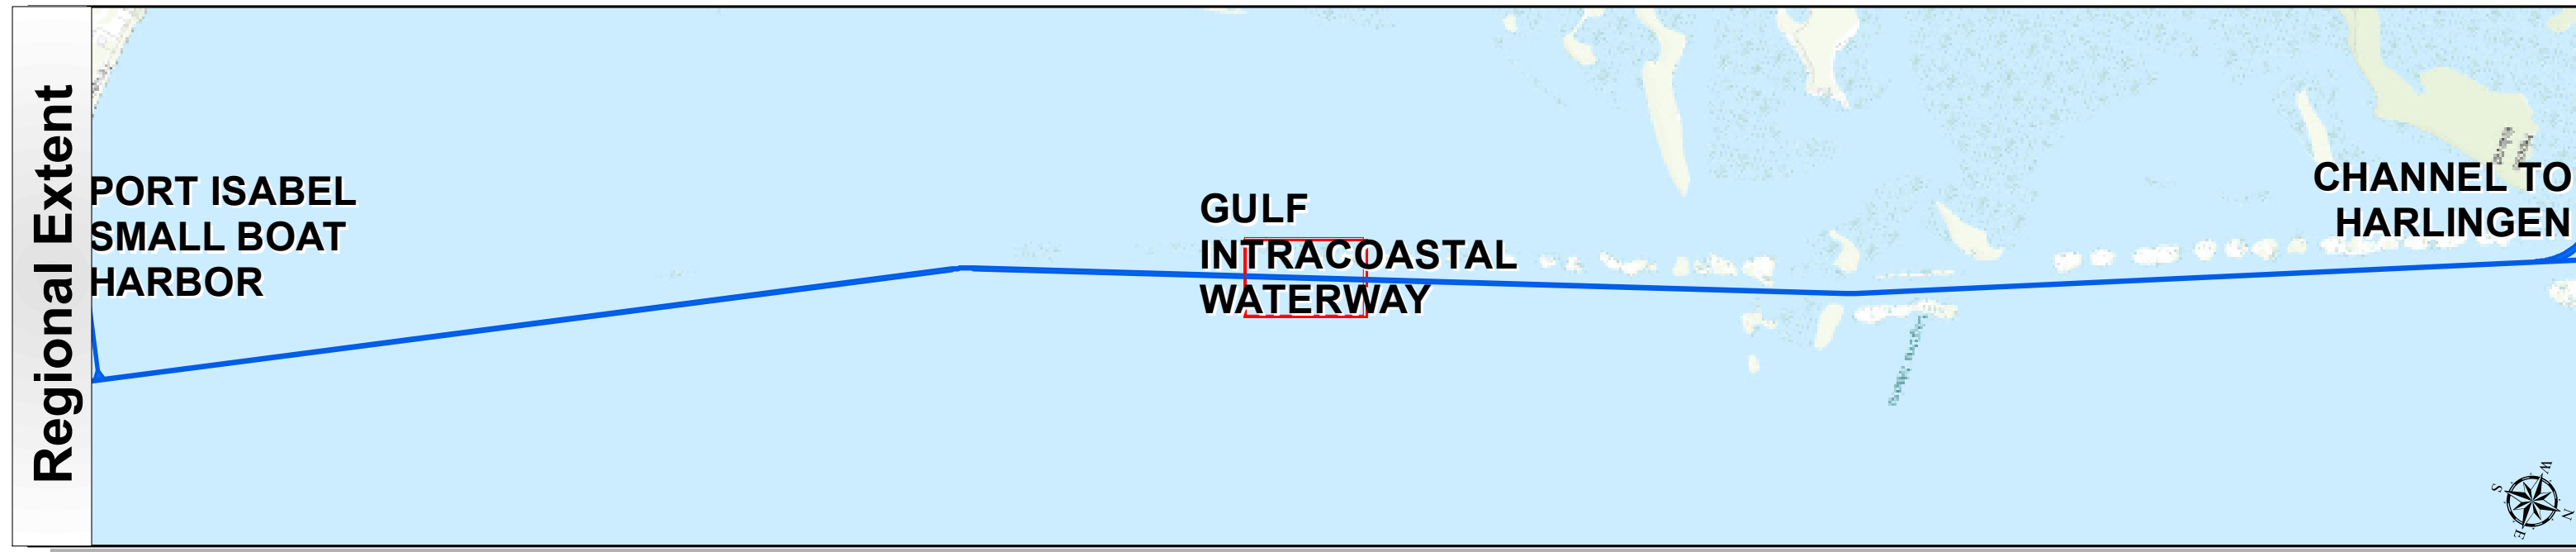 Regional Extent
PORT ISABEL
SMALL BOAT
HARBOR
GULF
INTRACOASTAL
WATERWAY
CHANNEL TO
HARLINGEN
W
S
N
E